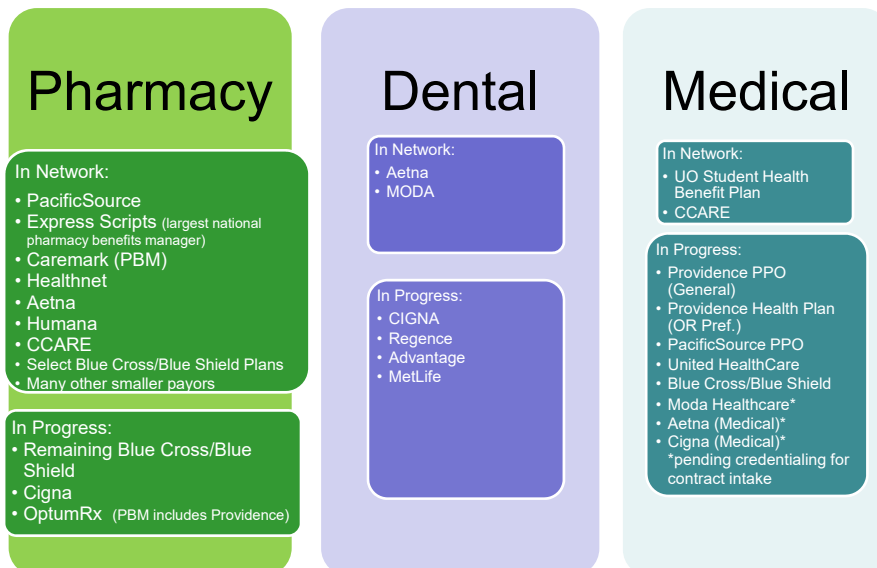 Pharmacy
In Network:
• PacificSource
• Express Scripts (largest national
pharmacy benefits manager)
• Caremark (PBM)
• Healthnet
• Aetna
• Humana
• CCARE
• Select Blue Cross/Blue Shield Plans
• Many other smaller payors
In Progress:
• Remaining Blue Cross/Blue
Shield
• Cigna
• OptumRx (PBM includes Providence)
Dental
In Network:
• Aetna
• MODA
In Progress:
• CIGNA
• Regence
• Advantage
• MetLife
Medical
In Network:
• UO Student Health
Benefit Plan
• CCARE
In Progress:
• Providence PPO
(General)
• Providence Health Plan
(OR Pref.)
• PacificSource PPO
• United HealthCare
• Blue Cross/Blue Shield
• Moda Healthcare*
• Aetna (Medical)*
• Cigna (Medical)*
*pending credentialing for
contract intake